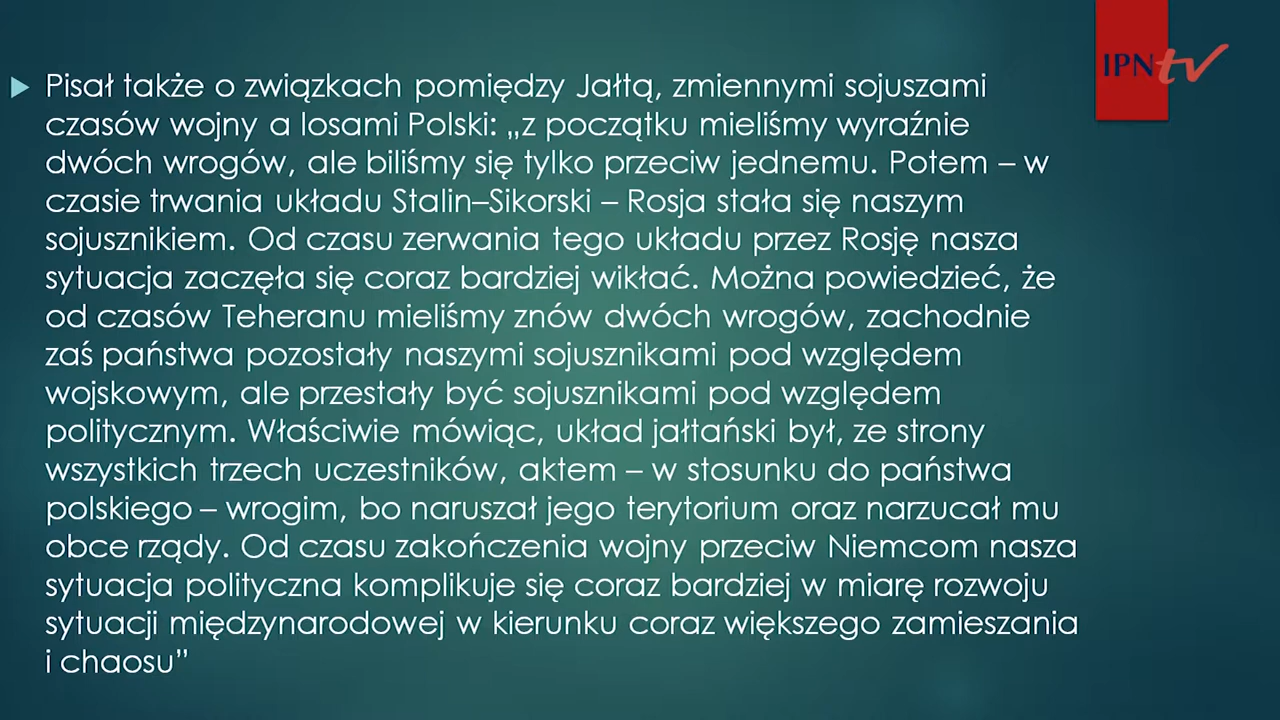 IPNtv
Pisał także o związkach pomiędzy Jałtą, zmiennymi sojuszami
czasów wojny a losami Polski: „z początku mieliśmy wyraźnie
dwóch wrogów, ale biliśmy się tylko przeciw jednemu. Potem – w
czasie trwania układu Stalin–Sikorski – Rosja stała się naszym
sojusznikiem. Od czasu zerwania tego układu przez Rosję nasza
sytuacja zaczęła się coraz bardziej wikłać. Można powiedzieć, że
od czasów Teheranu mieliśmy znów dwóch wrogów, zachodnie
zaś państwa pozostały naszymi sojusznikami pod względem
wojskowym, ale przestały być sojusznikami pod względem
politycznym. Właściwie mówiąc, układ jałtański był, ze strony
wszystkich trzech uczestników, aktem – w stosunku do państwa
polskiego – wrogim, bo naruszał jego terytorium oraz narzucał mu
obce rządy. Od czasu zakończenia wojny przeciw Niemcom nasza
sytuacja polityczna komplikuje się coraz bardziej w miarę rozwoju
sytuacji międzynarodowej w kierunku coraz większego zamieszania
i chaosu”